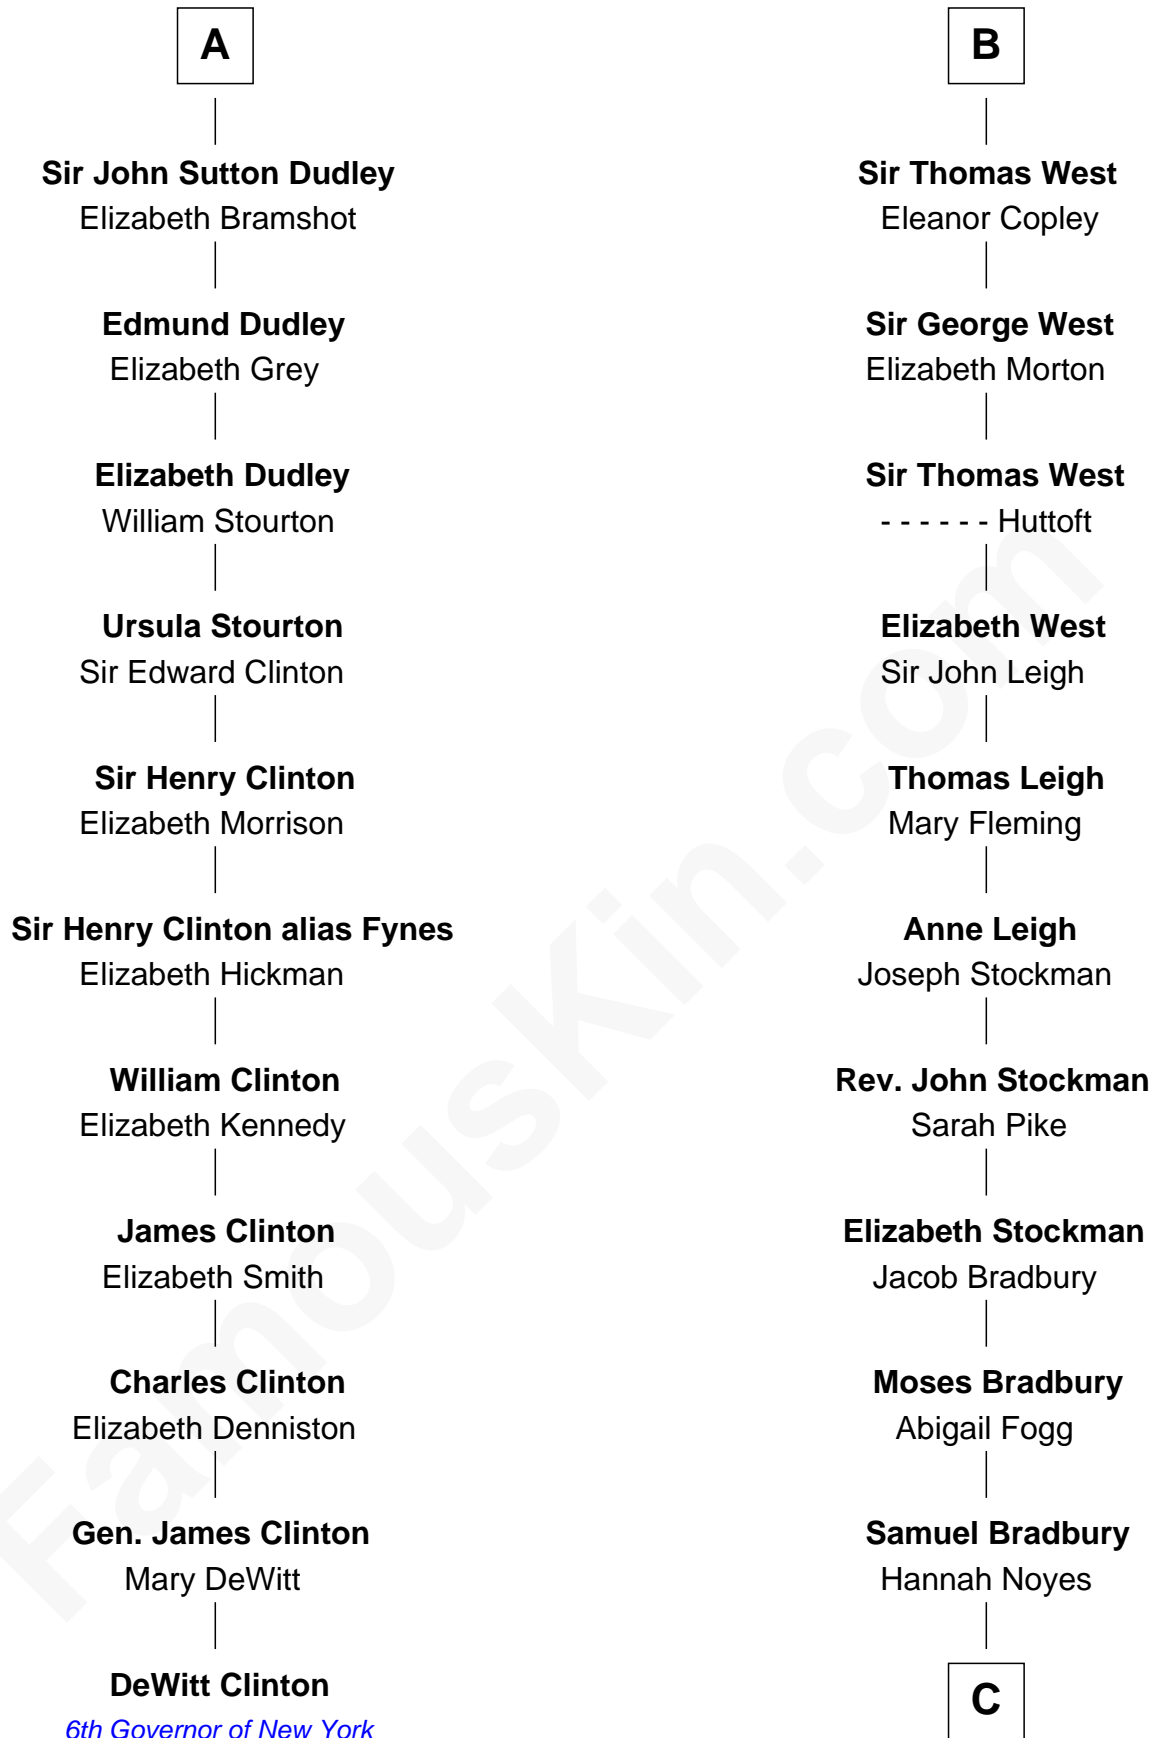 A
Sir John Sutton Dudley
Elizabeth Bramshot
Edmund Dudley
Elizabeth Grey
Elizabeth Dudley
William Stourton
Ursula Stourton
Sir Edward Clinton
Sir Henry Clinton
Elizabeth Morrison
Sir Henry Clinton alias Fynes
Elizabeth Hickman
William Clinton
Elizabeth Kennedy
James Clinton
Elizabeth Smith
Charles Clinton
Elizabeth Denniston
Gen. James Clinton
Mary DeWitt
DeWitt Clinton
6th Governor of New York
B
Sir Thomas West
Eleanor Copley
Sir George West
Elizabeth Morton
Sir Thomas West
- - - - - - Huttoft
Elizabeth West
Sir John Leigh
Thomas Leigh
Mary Fleming
Anne Leigh
Joseph Stockman
Rev. John Stockman
Sarah Pike
Elizabeth Stockman
Jacob Bradbury
Moses Bradbury
Abigail Fogg
Samuel Bradbury
Hannah Noyes
C
FamousKin.com